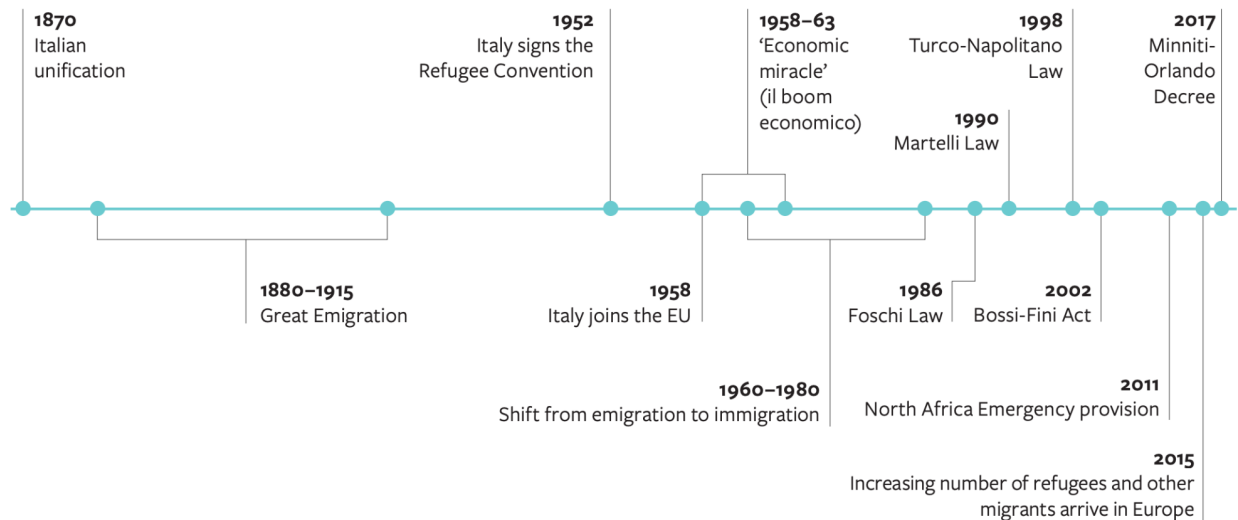 1870
Italian
unification
1952
Italy signs the
Refugee Convention
1958–63
‘Economic
miracle’
(il boom
economico)
1990
Martelli Law
1998
Turco-Napolitano
Law
2017
Minniti-
Orlando
Decree
1880–1915
Great Emigration
1958
Italy joins the EU
1960–1980
Shift from emigration to immigration
1986
Foschi Law
2002
Bossi-Fini Act
2011
North Africa Emergency provision
2015
Increasing number of refugees and other
migrants arrive in Europe